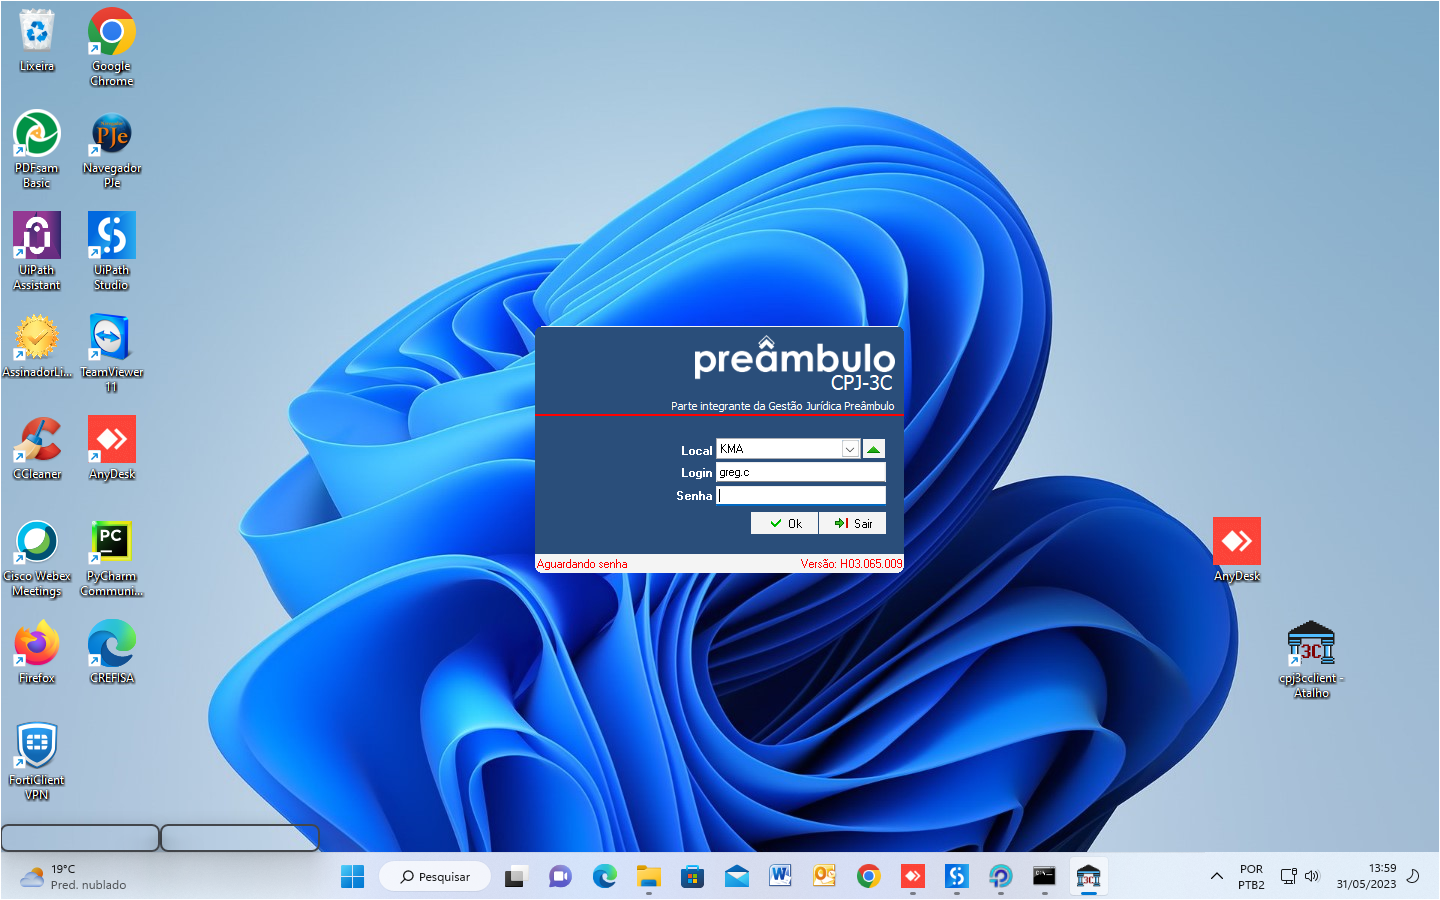 Lixeira
Google
Chrome
PDFsam
Basic
Navegador
PJe
UiPath
Assistant
UiPath
Studio
AssinadorLi...
TeamViewer
11
CCleaner
AnyDesk
Cisco Webex
Meetings
PC
PyCharm
Communi...
Firefox
CREFISA
FortiClient
VPN
preâmbulo
CPJ-3C
Parte integrante da Gestão Jurídica Preâmbulo
Local KMA
Login greg.c
Senha
Ok Sair
Aguardando senha Versão: H03.065.009
AnyDesk
3C
cpj3cclient -
Atalho
19°C
Pred. nublado
Pesquisar
POR
PTB2
13:59
31/05/2023